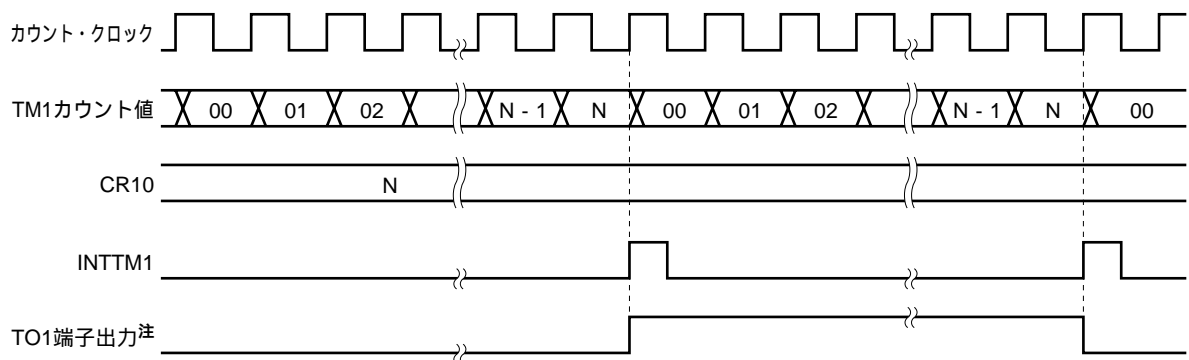 カウント・クロック
TM1カウント値 00 01 02 N - 1 N 00 01 02 N - 1 N 00
CR10 N
INTTM1
TO1端子出力注